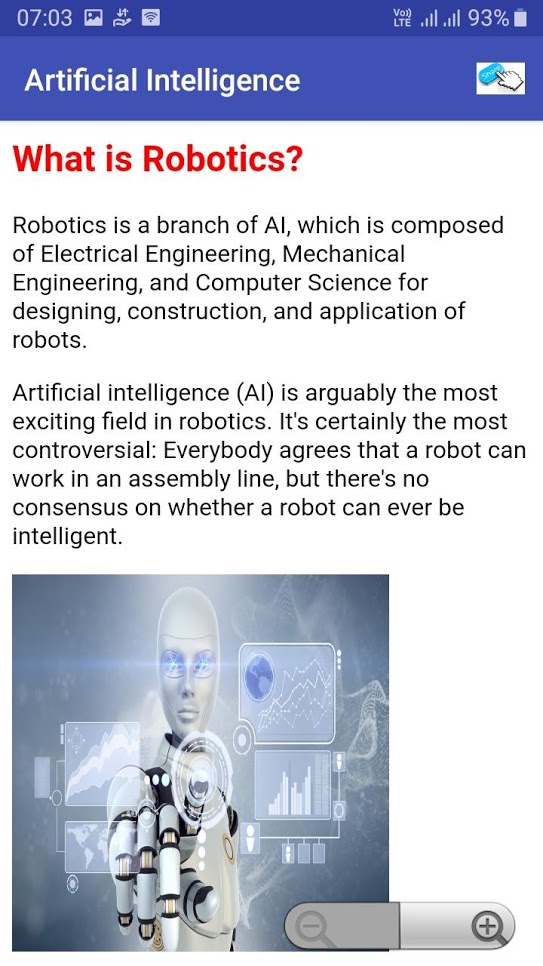 07:03 Vo)) LTE 93%
Artificial Intelligence
Share
What is Robotics?
Robotics is a branch of AI, which is composed
of Electrical Engineering, Mechanical
Engineering, and Computer Science for
designing, construction, and application of
robots.
Artificial intelligence (AI) is arguably the most
exciting field in robotics. It's certainly the most
controversial: Everybody agrees that a robot can
work in an assembly line, but there's no
consensus on whether a robot can ever be
intelligent.